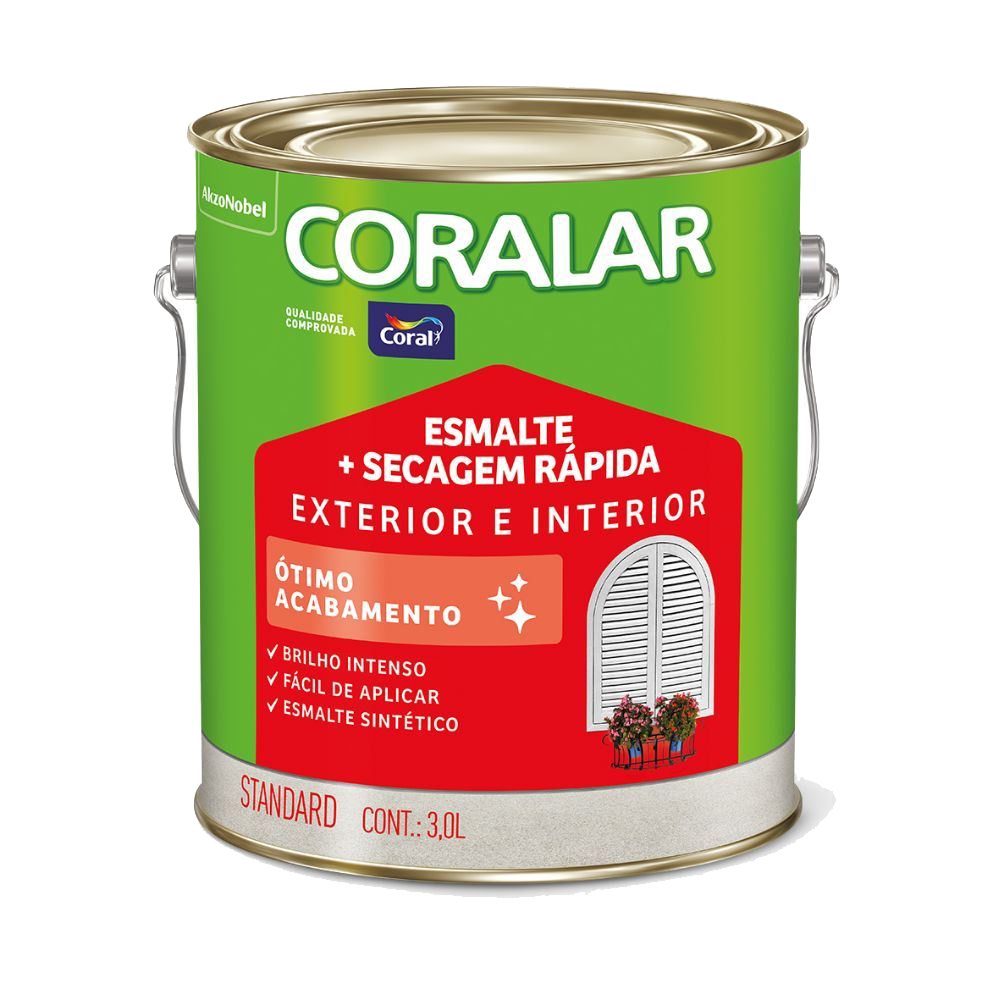 AkzoNobel
CORALAR
QUALIDADE
COMPROVADA
Coral
ESMALTE
+ SECAGEM RÁPIDA
EXTERIOR E INTERIOR
ÓTIMO
ACABAMENTO
✓ BRILHO INTENSO
✓ FÁCIL DE APLICAR
✓ ESMALTE SINTÉTICO
STANDARD CONT.: 3,0L